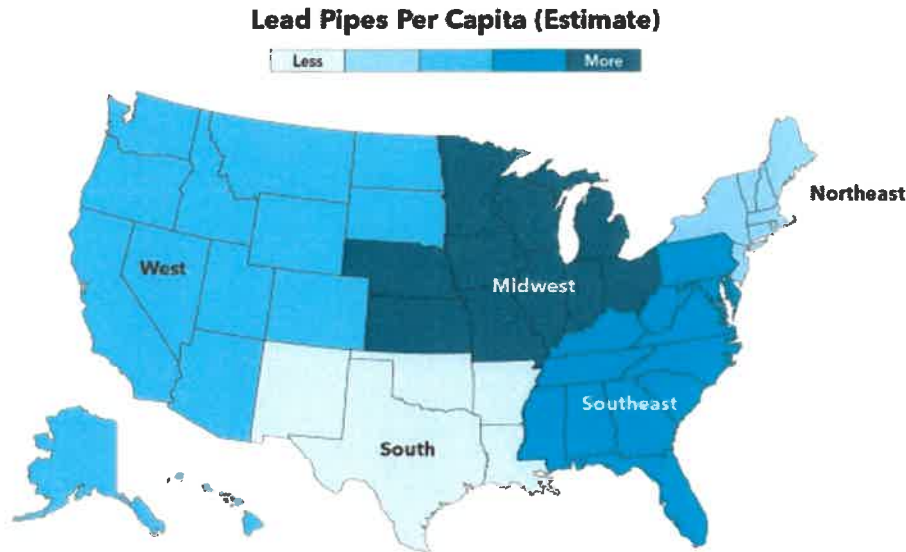 Lead Pipes Per Capita (Estimate)
Less More
Northeast
West
Midwest
Southeast
South